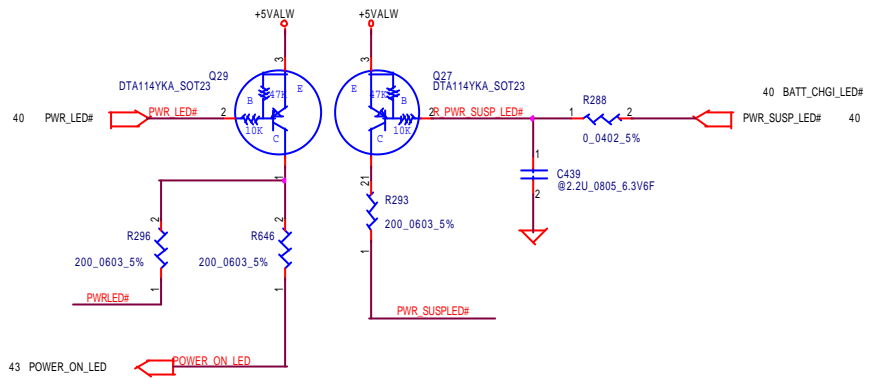 +5VALW
+5VALW
3
3
Q29
DTA114YKA_SOT23
Q27
DTA114YKA_SOT23
47K
E
E
47K
B
B
10K
10K
C
C
40 PWR_LED#
PWR_LED#
2
2
R_PWR_SUSP_LED#
1
R288
2
0_0402_5%
40 BATT_CHGI_LED#
PWR_SUSP_LED# 40
1
C439
@2.2U_0805_6.3V6F
2
1
21
R293
200_0603_5%
1
2
R296
200_0603_5%
1
2
R646
200_0603_5%
1
PWRLED#
PWR_SUSPLED#
43 POWER_ON_LED
POWER_ON_LED